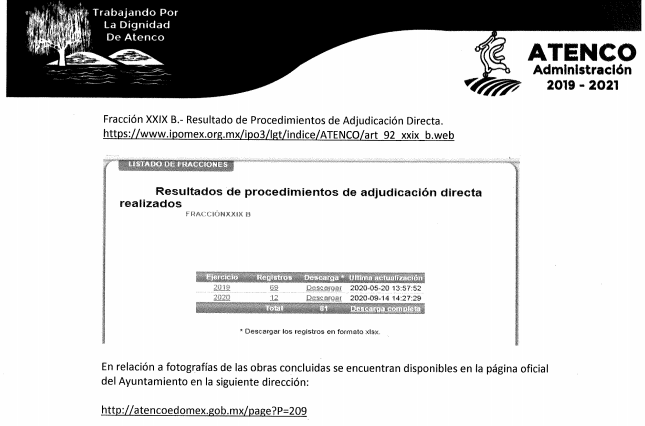 Trabajando Por
La Dignidad
De Atenco
ATENCO
Administración
2019 - 2021
Fracción XXIX B.- Resultado de Procedimientos de Adjudicación Directa.
https://www.ipomex.org.mx/ipo3/lgt/indice/ATENCO/art_92_xxix_b.web
LISTADO DE FRACCIONES
Resultados de procedimientos de adjudicación directa
realizados
FRACCIÓNXXIX B
Ejercicio Registros Descarga * Ultima actualización
2019 69 Descargar 2020-05-20 13:57:52
2020 12 Descargar 2020-09-14 14:27:29
Total 81 Descarga completa
* Descargar los registros en formato xlsx.
En relación a fotografías de las obras concluidas se encuentran disponibles en la página oficial
del Ayuntamiento en la siguiente dirección:
http://atencoedomex.gob.mx/page?P=209